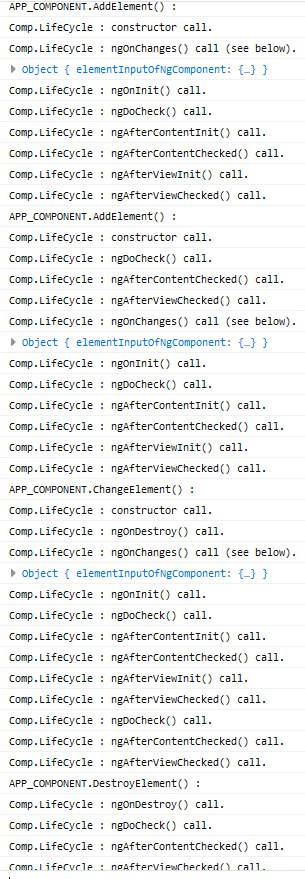 APP_COMPONENT.AddElement() :
Comp.LifeCycle : constructor call.
Comp.LifeCycle : ngOnChanges() call (see below).
Object { elementInputOfNgComponent: {…} }
Comp.LifeCycle : ngOnInit() call.
Comp.LifeCycle : ngDoCheck() call.
Comp.LifeCycle : ngAfterContentInit() call.
Comp.LifeCycle : ngAfterContentChecked() call.
Comp.LifeCycle : ngAfterViewInit() call.
Comp.LifeCycle : ngAfterViewChecked() call.
APP_COMPONENT.AddElement() :
Comp.LifeCycle : constructor call.
Comp.LifeCycle : ngDoCheck() call.
Comp.LifeCycle : ngAfterContentChecked() call.
Comp.LifeCycle : ngAfterViewChecked() call.
Comp.LifeCycle : ngOnChanges() call (see below).
Object { elementInputOfNgComponent: {…} }
Comp.LifeCycle : ngOnInit() call.
Comp.LifeCycle : ngDoCheck() call.
Comp.LifeCycle : ngAfterContentInit() call.
Comp.LifeCycle : ngAfterContentChecked() call.
Comp.LifeCycle : ngAfterViewInit() call.
Comp.LifeCycle : ngAfterViewChecked() call.
APP_COMPONENT.ChangeElement() :
Comp.LifeCycle : constructor call.
Comp.LifeCycle : ngOnDestroy() call.
Comp.LifeCycle : ngOnChanges() call (see below).
Object { elementInputOfNgComponent: {…} }
Comp.LifeCycle : ngOnInit() call.
Comp.LifeCycle : ngDoCheck() call.
Comp.LifeCycle : ngAfterContentInit() call.
Comp.LifeCycle : ngAfterContentChecked() call.
Comp.LifeCycle : ngAfterViewInit() call.
Comp.LifeCycle : ngAfterViewChecked() call.
Comp.LifeCycle : ngDoCheck() call.
Comp.LifeCycle : ngAfterContentChecked() call.
Comp.LifeCycle : ngAfterViewChecked() call.
APP_COMPONENT.DestroyElement() :
Comp.LifeCycle : ngOnDestroy() call.
Comp.LifeCycle : ngDoCheck() call.
Comp.LifeCycle : ngAfterContentChecked() call.
Comp.LifeCycle : ngAfterViewChecked() call.